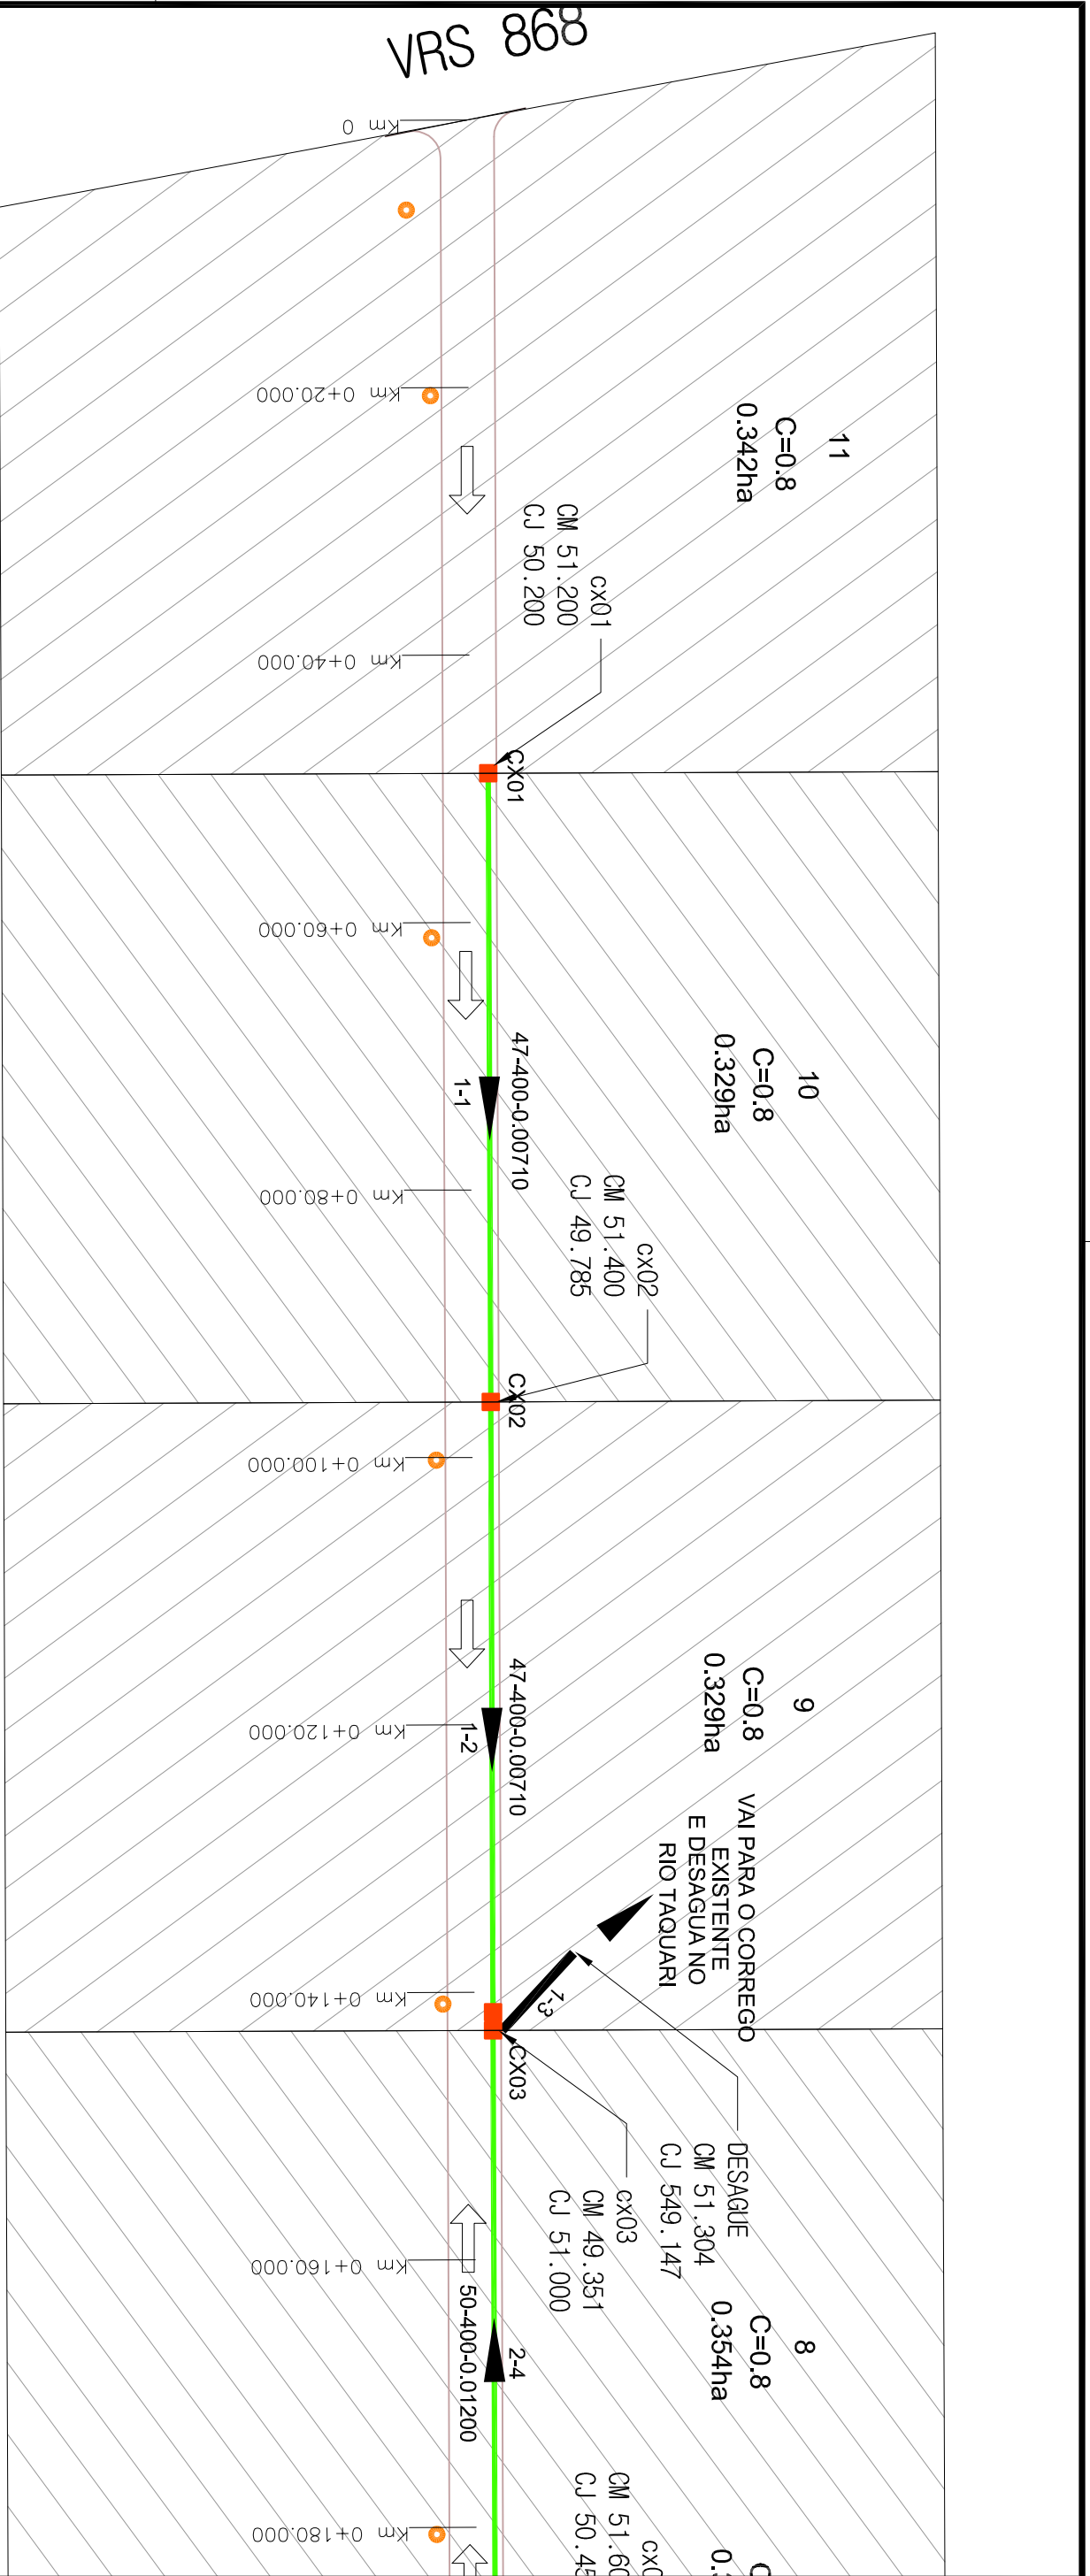 VRS 868
Km 0
Km 0+20.000
11
C=0.8
0.342ha
cx01
CM 51.200
CJ 50.200
Km 0+40.000
CX01
Km 0+60.000
10
C=0.8
0.329ha
47-400-0.00710
1-1
Km 0+80.000
cx02
CM 51.400
CJ 49.785
CX02
Km 0+100.000
9
C=0.8
0.329ha
47-400-0.00710
1-2
Km 0+120.000
VAI PARA O CORREGO
EXISTENTE
E DESAGUA NO
RIO TAQUARI
1-3
Km 0+140.000
CX03
DESAGUE
CM 51.304
CJ 549.147
cx03
CM 49.351
CJ 51.000
Km 0+160.000
8
C=0.8
0.354ha
2-4
50-400-0.01200
Km 0+180.000